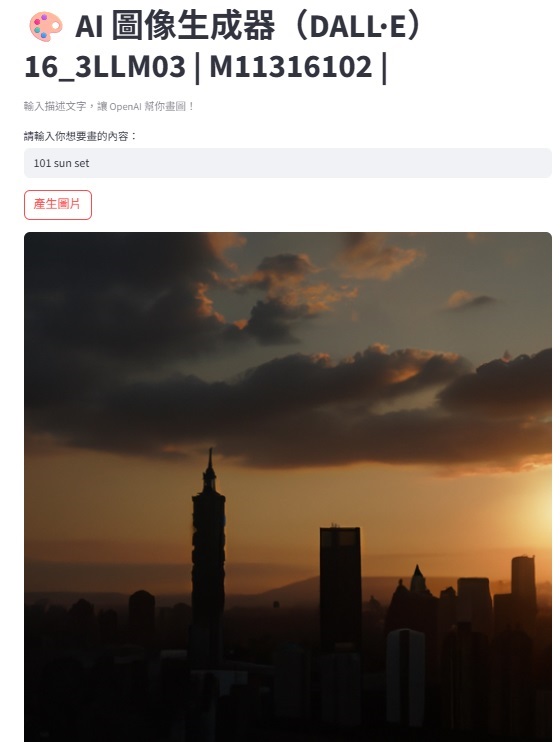 AI 圖像生成器（DALL·E）
16_3LLM03 | M11316102 |
輸入描述文字，讓 OpenAI 幫你畫圖！
請輸入你想要畫的內容：
101 sun set
產生圖片